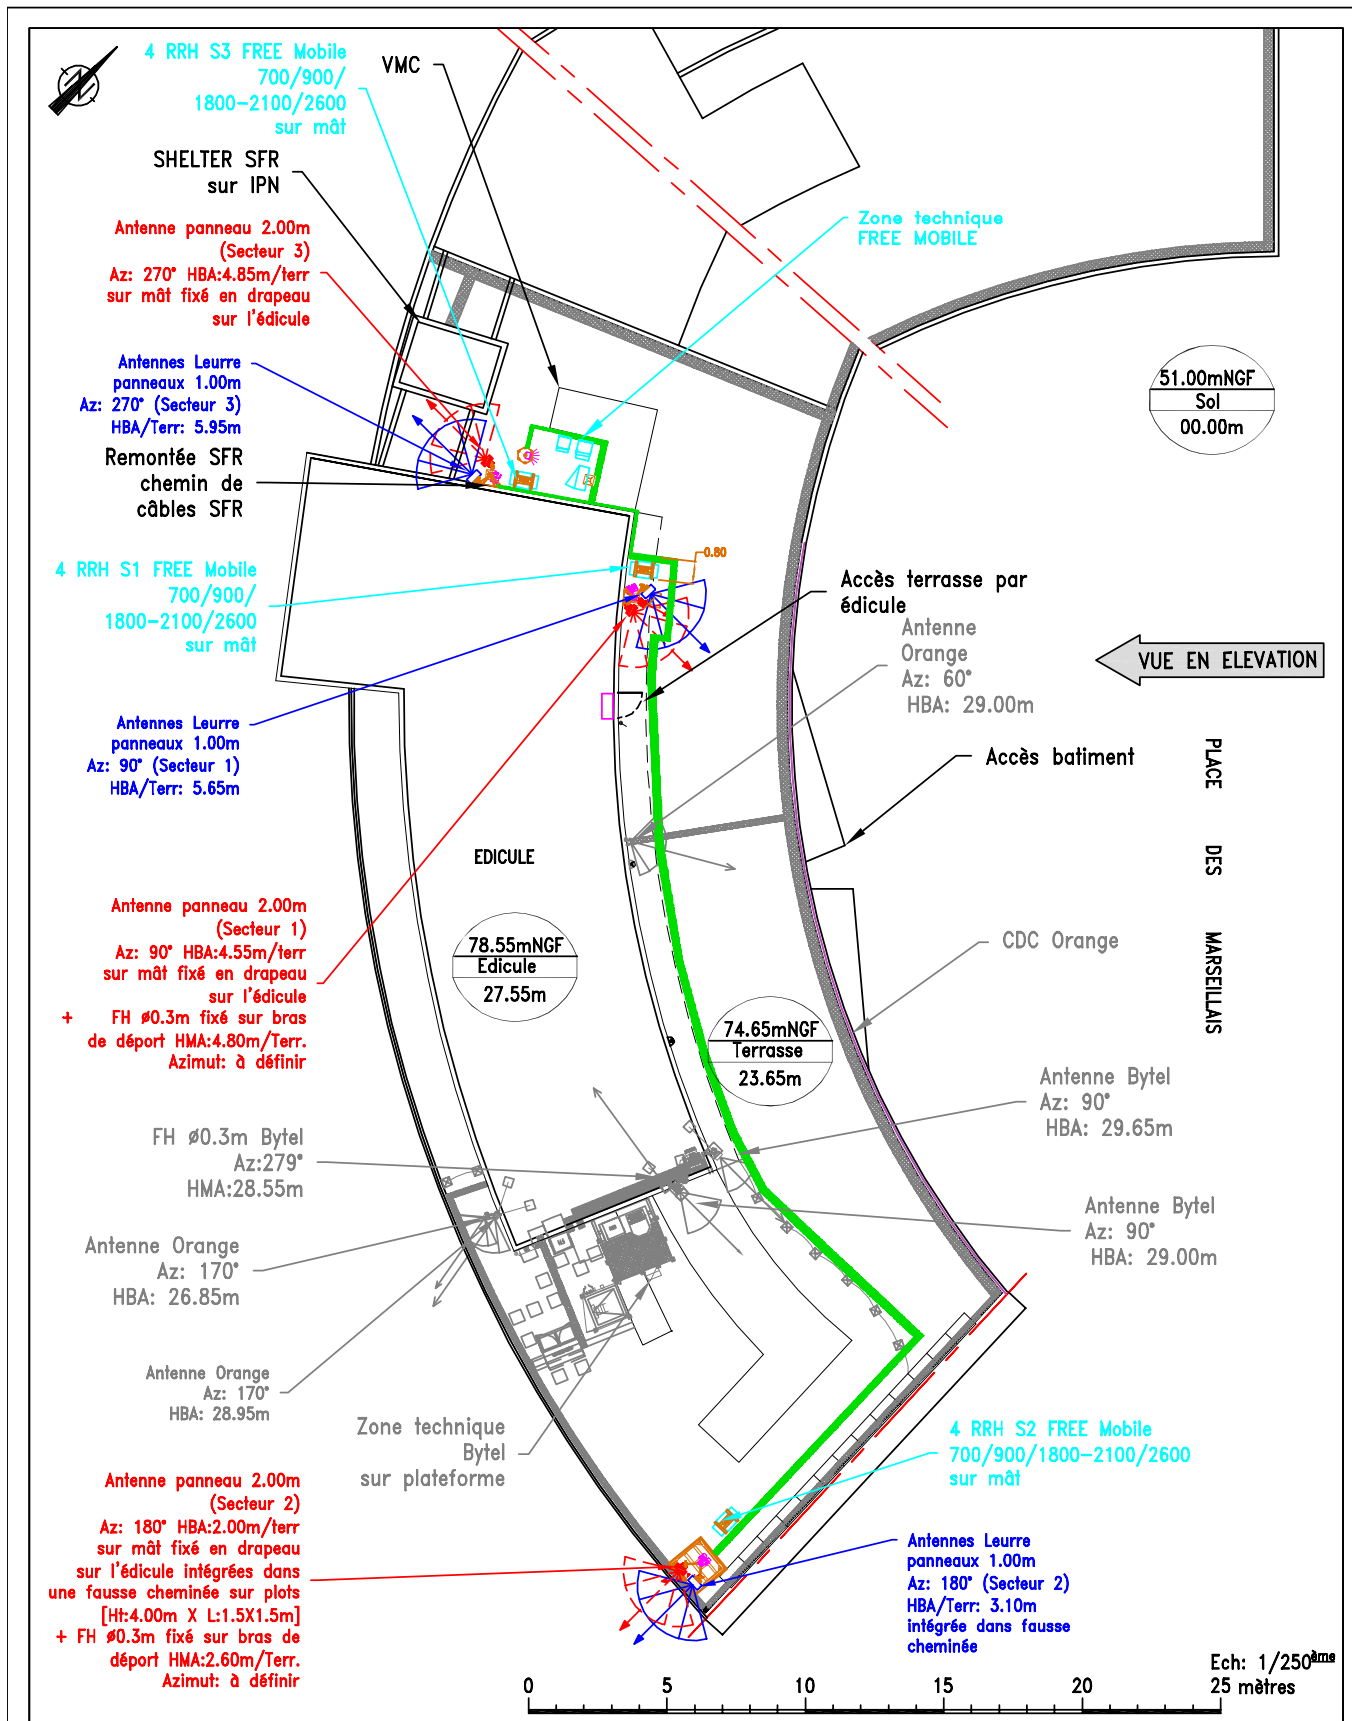 4 RRH S3 FREE Mobile
700/900/
1800-2100/2600
sur mât
VMC
SHELTER SFR
sur IPN
Antenne panneau 2.00m
(Secteur 3)
Az: 270° HBA:4.85m/terr
sur mât fixé en drapeau
sur l'édicule
Zone technique
FREE MOBILE
Antennes Leurre
panneaux 1.00m
Az: 270° (Secteur 3)
HBA/Terr: 5.95m
51.00mNGF
Sol
00.00m
Remontée SFR
chemin de
câbles SFR
0.80
4 RRH S1 FREE Mobile
700/900/
1800-2100/2600
sur mât
Accès terrasse par
édicule
Antenne
Orange
Az: 60°
HBA: 29.00m
VUE EN ELEVATION
Antennes Leurre
panneaux 1.00m
Az: 90° (Secteur 1)
HBA/Terr: 5.65m
Accès batiment
PLACE DES MARSEILLAIS
EDICULE
Antenne panneau 2.00m
(Secteur 1)
Az: 90° HBA:4.55m/terr
sur mât fixé en drapeau
sur l'édicule
+ FH ø0.3m fixé sur bras
de déport HMA:4.80m/Terr.
Azimut: à définir
78.55mNGF
Edicule
27.55m
CDC Orange
74.65mNGF
Terrasse
23.65m
Antenne Bytel
Az: 90°
HBA: 29.65m
FH ø0.3m Bytel
Az:279°
HMA:28.55m
Antenne Bytel
Az: 90°
HBA: 29.00m
Antenne Orange
Az: 170°
HBA: 26.85m
Antenne Orange
Az: 170°
HBA: 28.95m
Zone technique
Bytel
sur plateforme
4 RRH S2 FREE Mobile
700/900/1800-2100/2600
sur mât
Antenne panneau 2.00m
(Secteur 2)
Az: 180° HBA:2.00m/terr
sur mât fixé en drapeau
sur l'édicule intégrées dans
une fausse cheminée sur plots
[Ht:4.00m X L:1.5X1.5m]
+ FH ø0.3m fixé sur bras de
déport HMA:2.60m/Terr.
Azimut: à définir
Antennes Leurre
panneaux 1.00m
Az: 180° (Secteur 2)
HBA/Terr: 3.10m
intégrée dans fausse
cheminée
Ech: 1/250ème
0 5 10 15 20 25 mètres